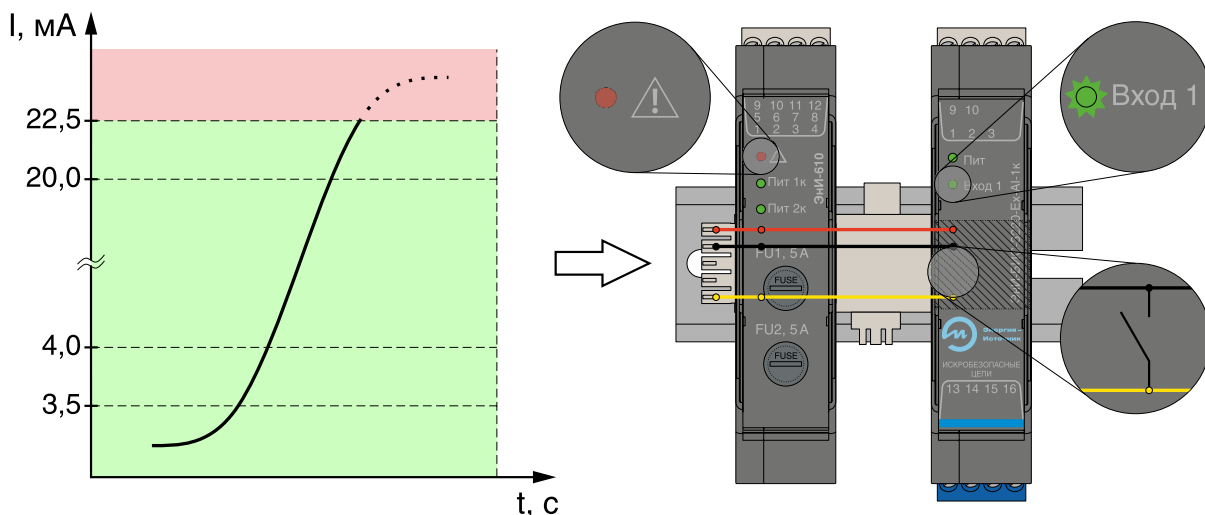 I, мА
22,5
20,0
4,0
3,5
t, c
9 10 11 12
5 6 7 8
1 2 3 4
ЭнИ-610
Пит 1к
Пит 2к
FU1, 5 A
FUSE
FU2, 5 A
FUSE
9 10
1 2 3
Пит
Вход 1
Энергия –
Источник
ИСКРОБЕЗОПАСНЫЕ
ЦЕПИ
13 14 15 16
Вход 1